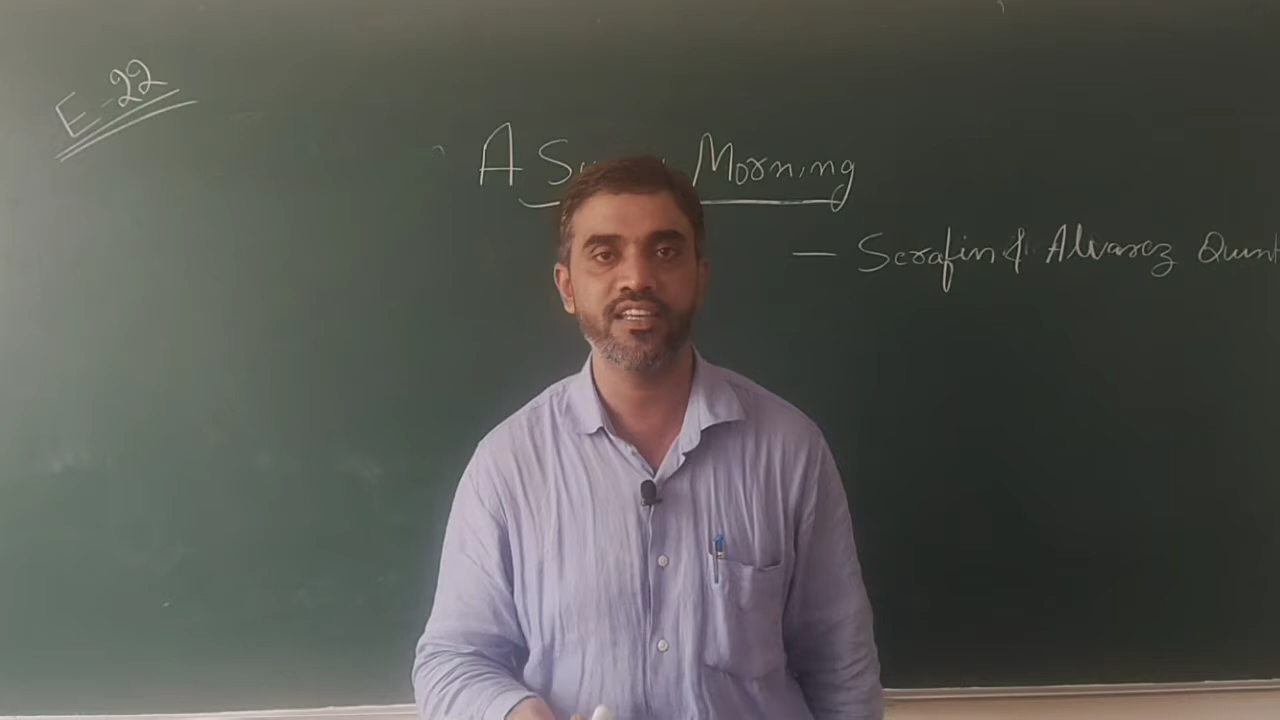 E-22
A Morning
— Serafin & Alvarez